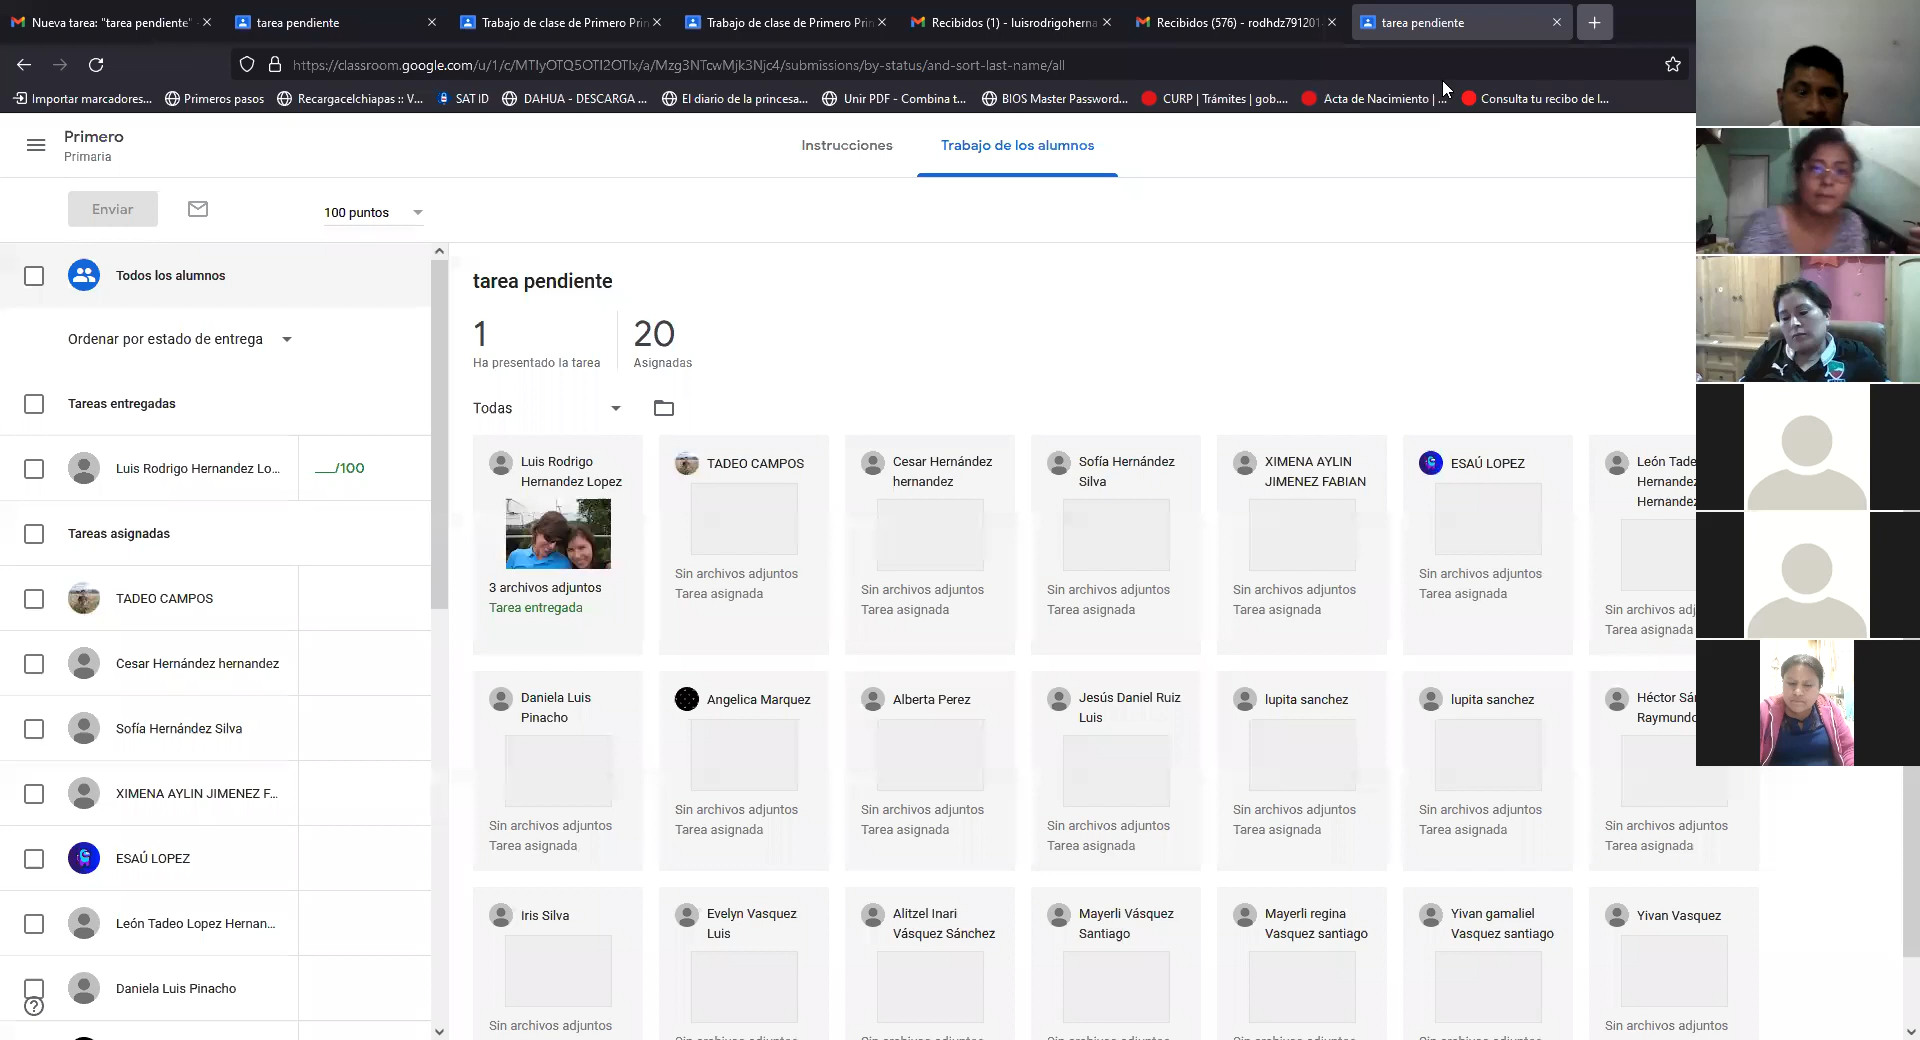 Nueva tarea: "tarea pendiente"
tarea pendiente
Trabajo de clase de Primero Prin
Trabajo de clase de Primero Prin
Recibidos (1) - luisrodrigoherna
Recibidos (576) - rodhdz791201
tarea pendiente
https://classroom.google.com/u/1/c/MTIyOTQ5OTI2OTIx/a/Mzg3NTcwMjk3Njc4/submissions/by-status/and-sort-last-name/all
Importar marcadores...
Primeros pasos
Recargacelchiapas :: V...
SAT ID
DAHUA - DESCARGA ...
El diario de la princesa...
Unir PDF - Combina t...
BIOS Master Password...
CURP | Trámites | gob....
Acta de Nacimiento | ...
Consulta tu recibo de l...
Primero
Primaria
Instrucciones
Trabajo de los alumnos
Enviar
100 puntos
Todos los alumnos
Ordenar por estado de entrega
Tareas entregadas
Luis Rodrigo Hernandez Lo...
___/100
Tareas asignadas
TADEO CAMPOS
Cesar Hernández hernandez
Sofía Hernández Silva
XIMENA AYLIN JIMENEZ F...
ESAÚ LOPEZ
León Tadeo Lopez Hernan...
Daniela Luis Pinacho
tarea pendiente
1
20
Ha presentado la tarea
Asignadas
Todas
Luis Rodrigo
Hernandez Lopez
3 archivos adjuntos
Tarea entregada
TADEO CAMPOS
Sin archivos adjuntos
Tarea asignada
Cesar Hernández
hernandez
Sin archivos adjuntos
Tarea asignada
Sofía Hernández
Silva
Sin archivos adjuntos
Tarea asignada
XIMENA AYLIN
JIMENEZ FABIAN
Sin archivos adjuntos
Tarea asignada
ESAÚ LOPEZ
Sin archivos adjuntos
Tarea asignada
León Tade
Hernandez
Hernandez
Sin archivos adj
Tarea asignada
Daniela Luis
Pinacho
Sin archivos adjuntos
Tarea asignada
Angelica Marquez
Sin archivos adjuntos
Tarea asignada
Alberta Perez
Sin archivos adjuntos
Tarea asignada
Jesús Daniel Ruiz
Luis
Sin archivos adjuntos
Tarea asignada
lupita sanchez
Sin archivos adjuntos
Tarea asignada
lupita sanchez
Sin archivos adjuntos
Tarea asignada
Héctor Sán
Raymundo
Sin archivos adjuntos
Tarea asignada
Iris Silva
Sin archivos adjuntos
Evelyn Vasquez
Luis
Alitzel Inari
Vásquez Sánchez
Mayerli Vásquez
Santiago
Mayerli regina
Vasquez santiago
Yivan gamaliel
Vasquez santiago
Yivan Vasquez
Sin archivos adjuntos